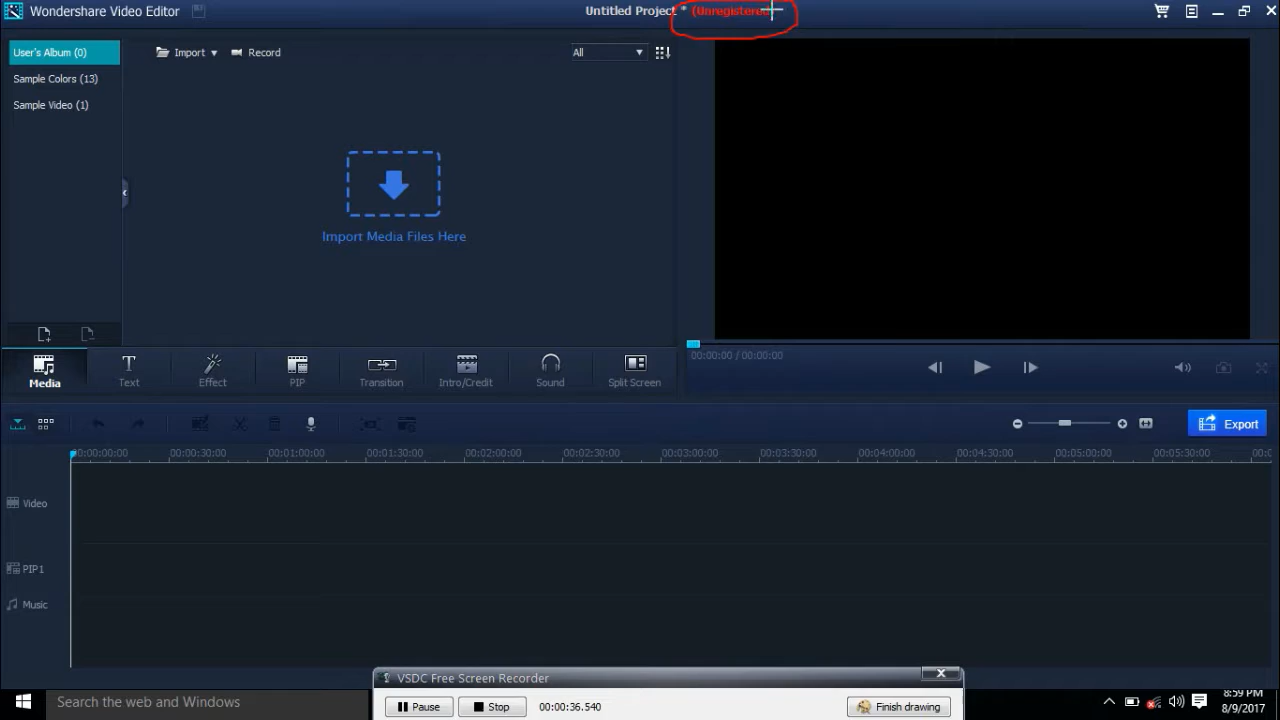 Wondershare Video Editor
Untitled Project * (Unregistered
User's Album (0)
Import
Record
All
Sample Colors (13)
Sample Video (1)
Import Media Files Here
00:00:00 / 00:00:00
Media
Text
Effect
PIP
Transition
Intro/Credit
Sound
Split Screen
Export
00:00:00:00 00:00:30:00 00:01:00:00 00:01:30:00 00:02:00:00 00:02:30:00 00:03:00:00 00:03:30:00 00:04:00:00 00:04:30:00 00:05:00:00 00:05:30:00 00:0
Video
PIP1
Music
VSDC Free Screen Recorder
Search the web and Windows
Pause
Stop
00:00:36.540
Finish drawing
8:59 PM
8/9/2017